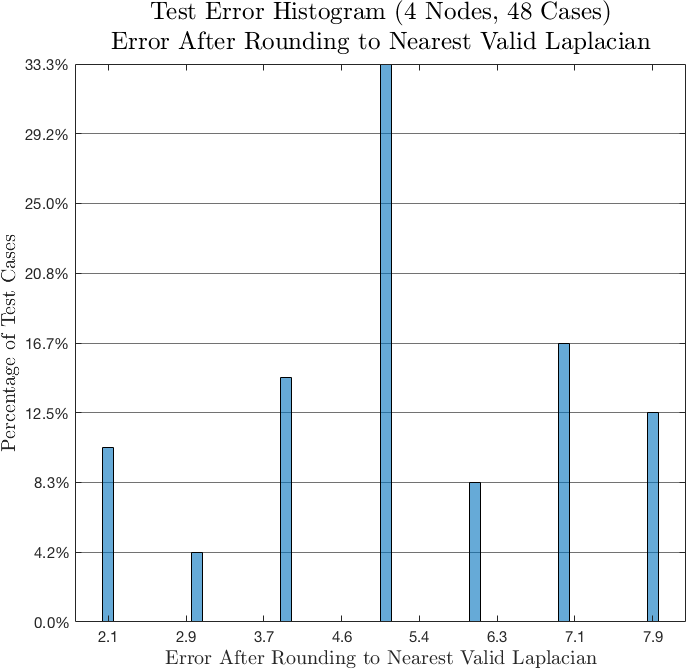 Test Error Histogram (4 Nodes, 48 Cases)
Error After Rounding to Nearest Valid Laplacian
33.3%
29.2%
25.0%
20.8%
16.7%
12.5%
8.3%
4.2%
0.0%
Percentage of Test Cases
2.1 2.9 3.7 4.6 5.4 6.3 7.1 7.9
Error After Rounding to Nearest Valid Laplacian